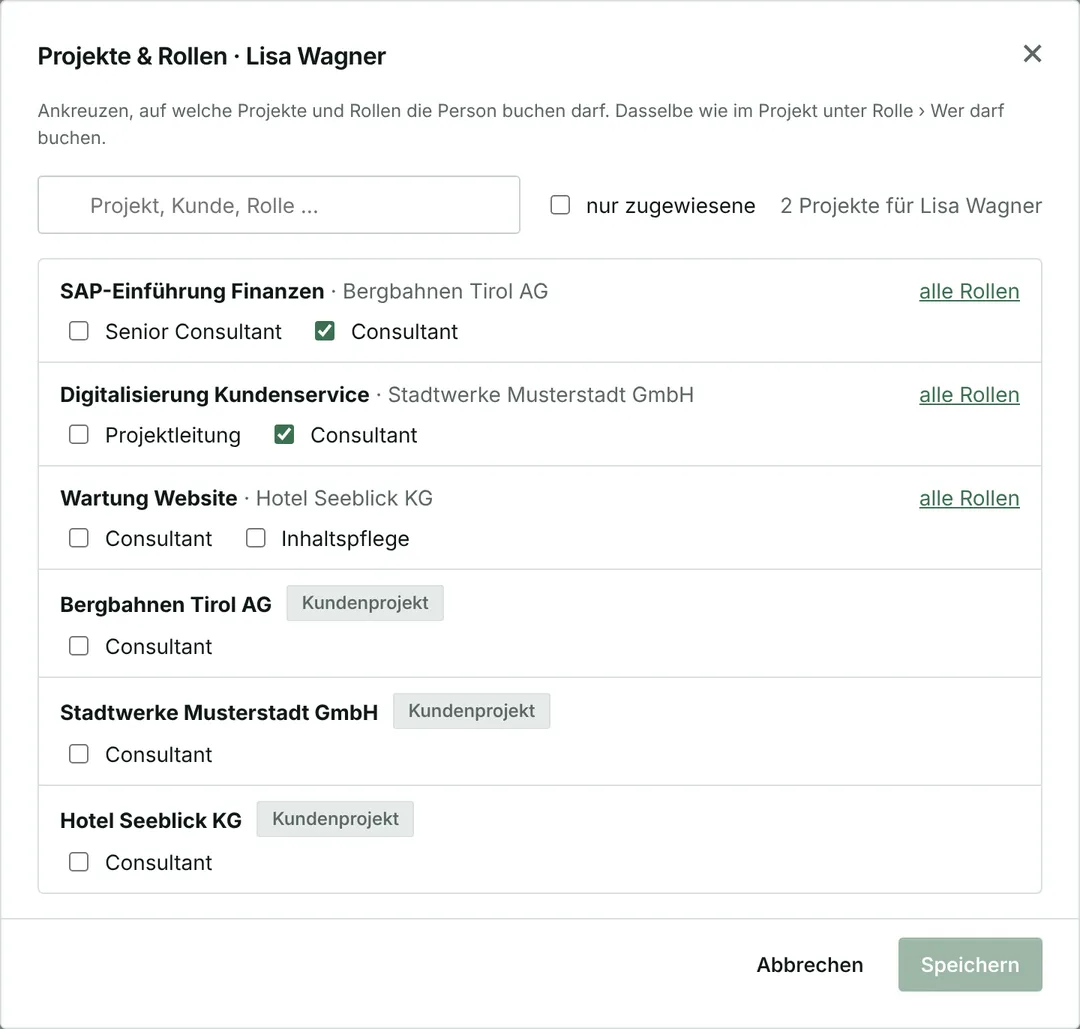 Projekte & Rollen · Lisa Wagner
Ankreuzen, auf welche Projekte und Rollen die Person buchen darf. Dasselbe wie im Projekt unter Rolle › Wer darf
buchen.
Projekt, Kunde, Rolle ...
nur zugewiesene
2 Projekte für Lisa Wagner
SAP-Einführung Finanzen · Bergbahnen Tirol AG
alle Rollen
Senior Consultant
Consultant
Digitalisierung Kundenservice · Stadtwerke Musterstadt GmbH
alle Rollen
Projektleitung
Consultant
Wartung Website · Hotel Seeblick KG
alle Rollen
Consultant
Inhaltspflege
Bergbahnen Tirol AG
Kundenprojekt
Consultant
Stadtwerke Musterstadt GmbH
Kundenprojekt
Consultant
Hotel Seeblick KG
Kundenprojekt
Consultant
Abbrechen
Speichern